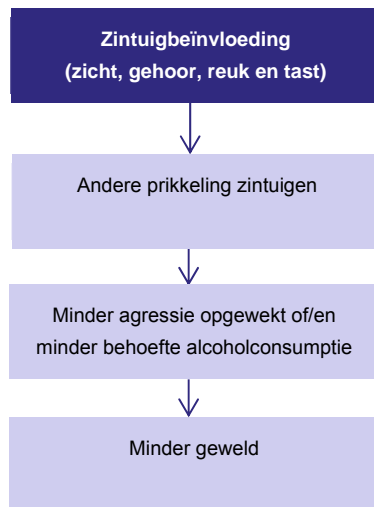 Zintuigbeïnvloeding
(zicht, gehoor, reuk en tast)
Andere prikkeling zintuigen
Minder agressie opgewekt of/en
minder behoefte alcoholconsumptie
Minder geweld